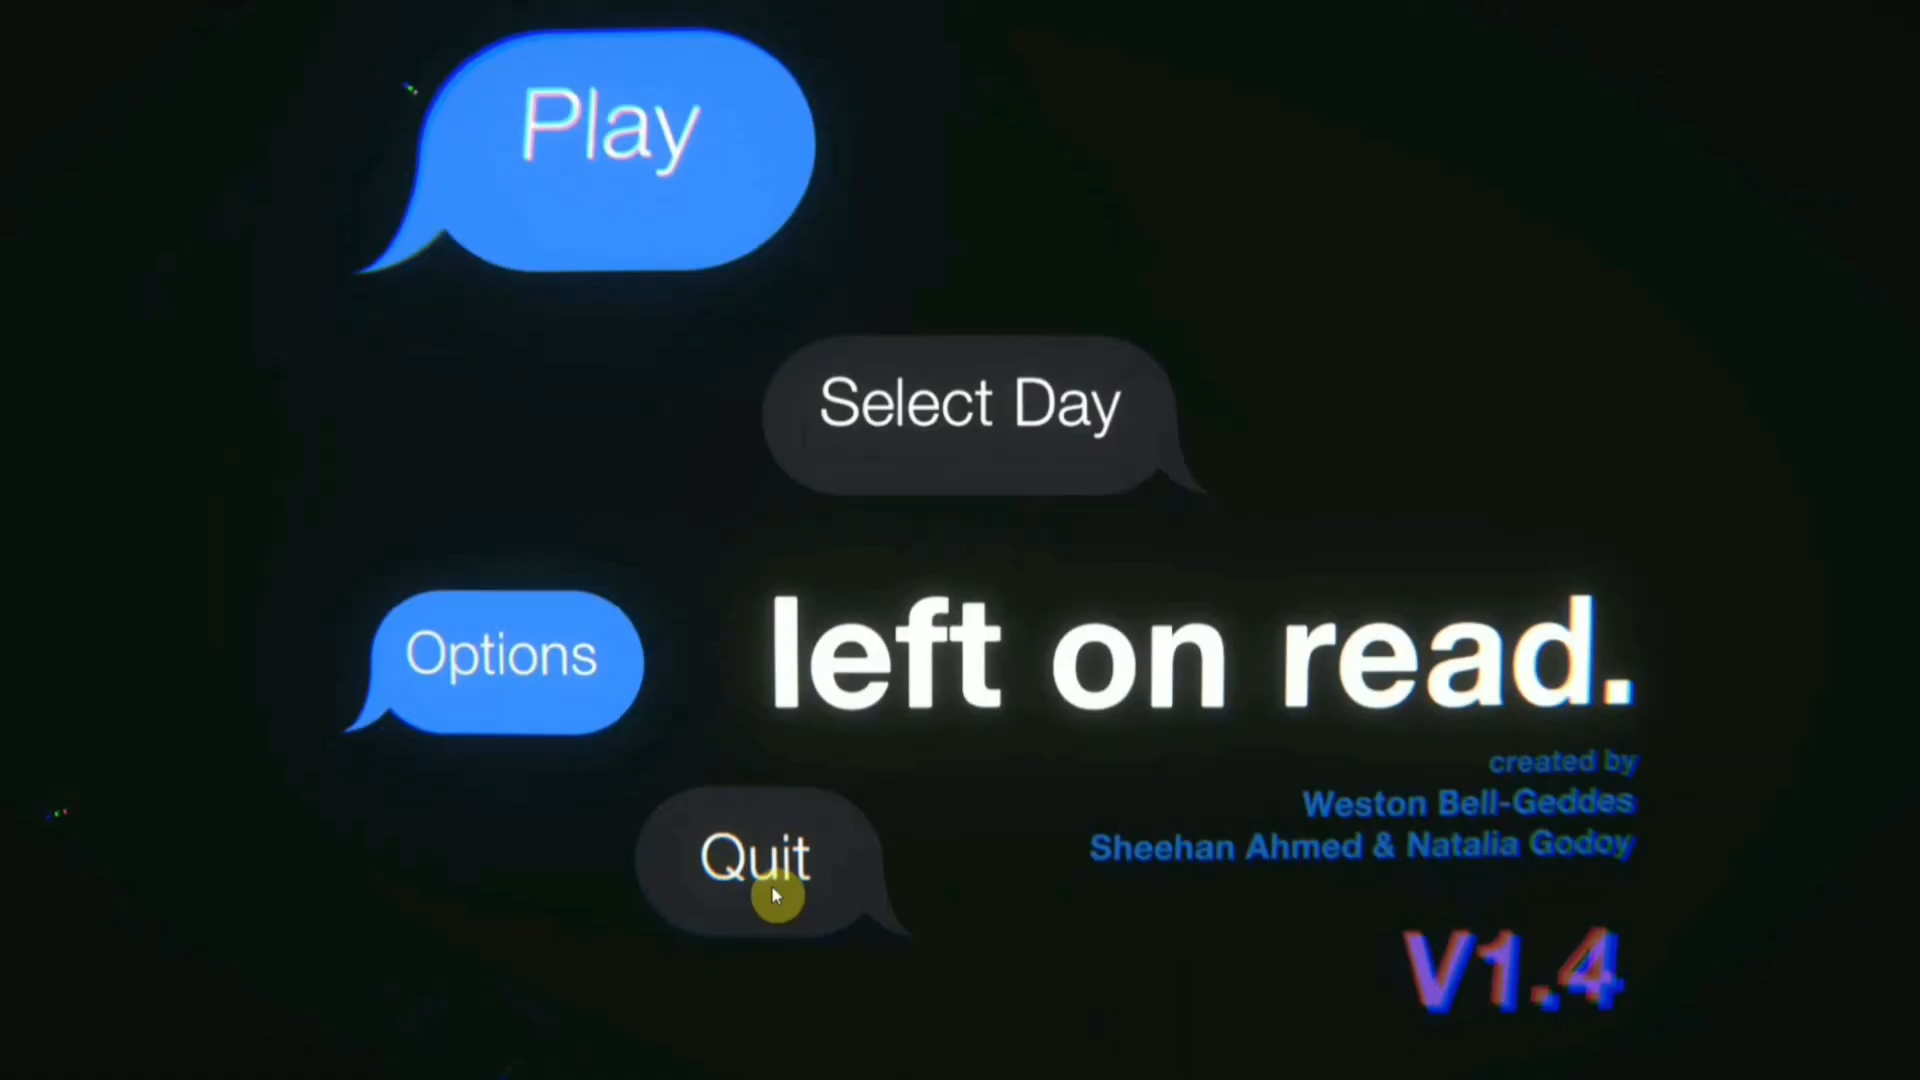 Play
Select Day
Options
left on read.
created by
Weston Bell-Geddes
Sheehan Ahmed & Natalia Godoy
Quit
V1.4